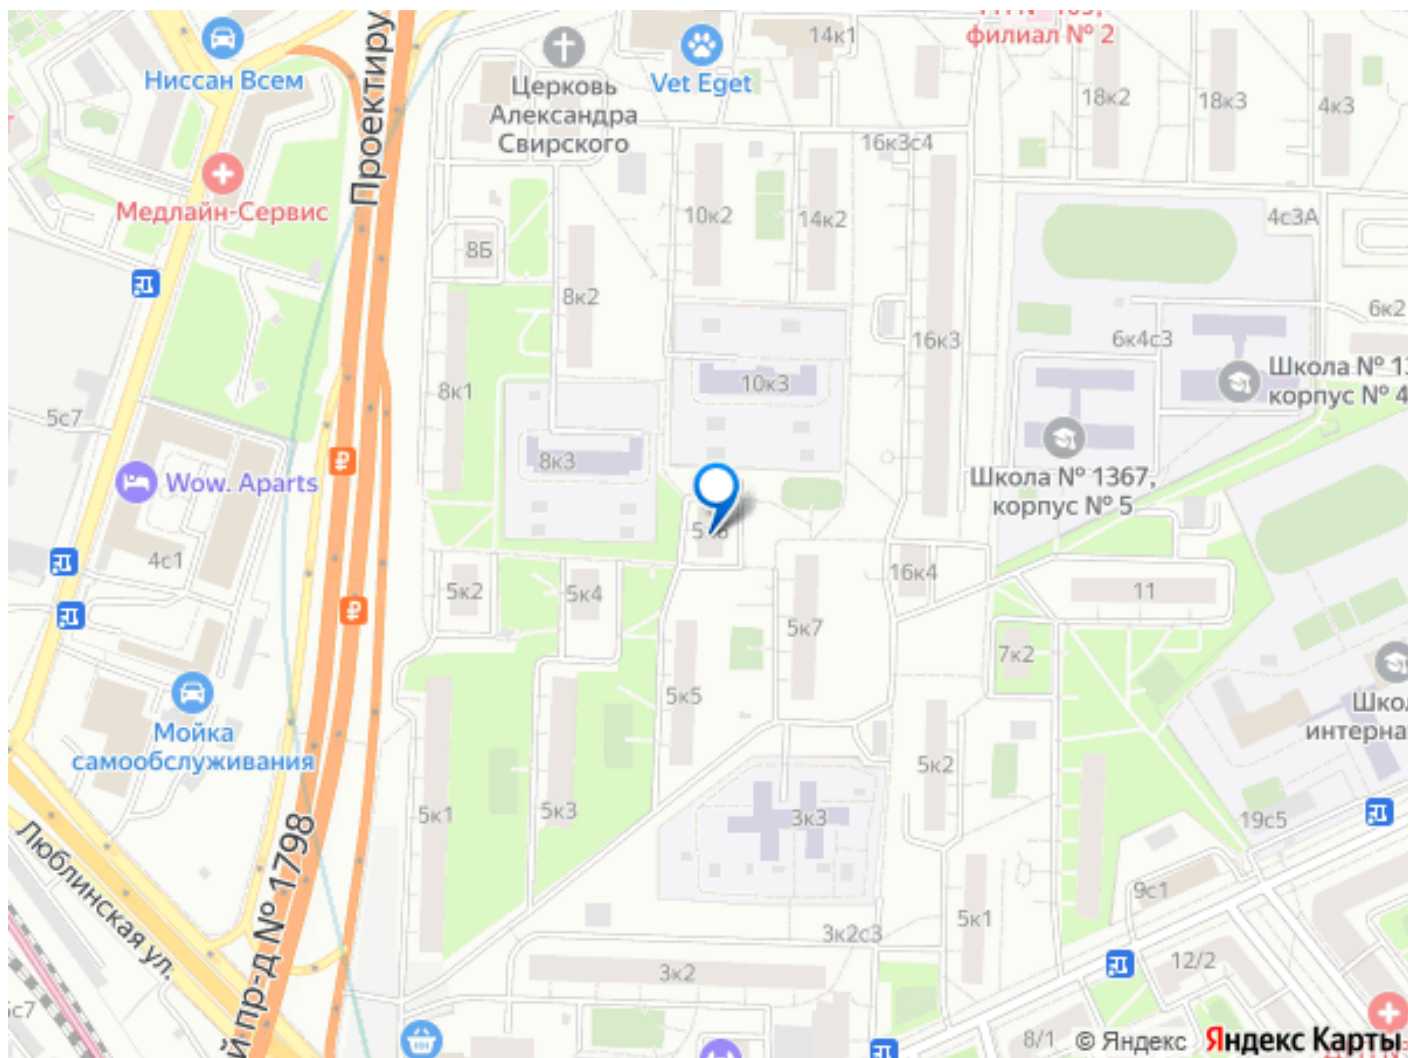 филиал № 2
14к1
Ниссан Всем
Проектиру
Церковь
Александра
Свирского
Vet Eget
18к2
18к3
4к3
16к3с4
Медлайн-Сервис
10к2
14к2
4с3А
8Б
8к2
6к2
16к3
6к4с3
8к1
10к3
Школа № 13
корпус № 4
5с7
8к3
Wow. Aparts
Школа № 1367,
корпус № 5
4с1
16к4
5к2
5к4
11
5к7
7к2
5к5
Мойка
самообслуживания
Шко
интерна
5к2
5к1
5к3
3к3
19с5
Люблинская ул.
й пр-д № 1798
9с1
5к1
3к2с3
3к2
12/2
8/1
© Яндекс
Яндекс Карты